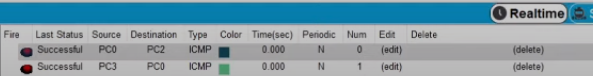 Realtime
Fire Last Status Source Destination Type Color Time(sec) Periodic Num Edit Delete
Successful PC0 PC2 ICMP 0.000 N 0 (edit) (delete)
Successful PC3 PC0 ICMP 0.000 N 1 (edit) (delete)